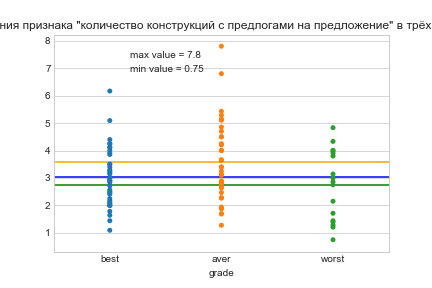 ния признака "количество конструкций с предлогами на предложение" в трёх
8
max value = 7.8
7
min value = 0.75
6
5
4
3
2
1
best aver worst
grade